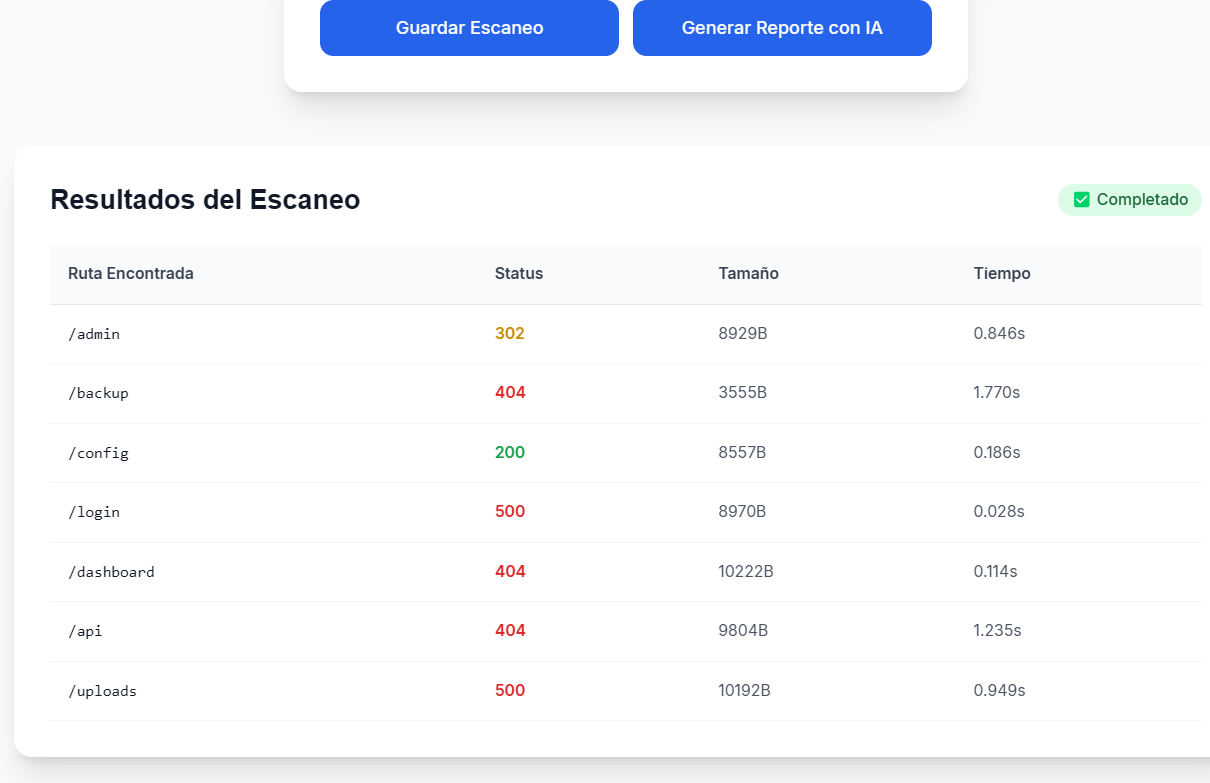 Guardar Escaneo Generar Reporte con IA
Resultados del Escaneo Completado
Ruta Encontrada Status Tamaño Tiempo
/admin 302 8929B 0.846s
/backup 404 3555B 1.770s
/config 200 8557B 0.186s
/login 500 8970B 0.028s
/dashboard 404 10222B 0.114s
/api 404 9804B 1.235s
/uploads 500 10192B 0.949s